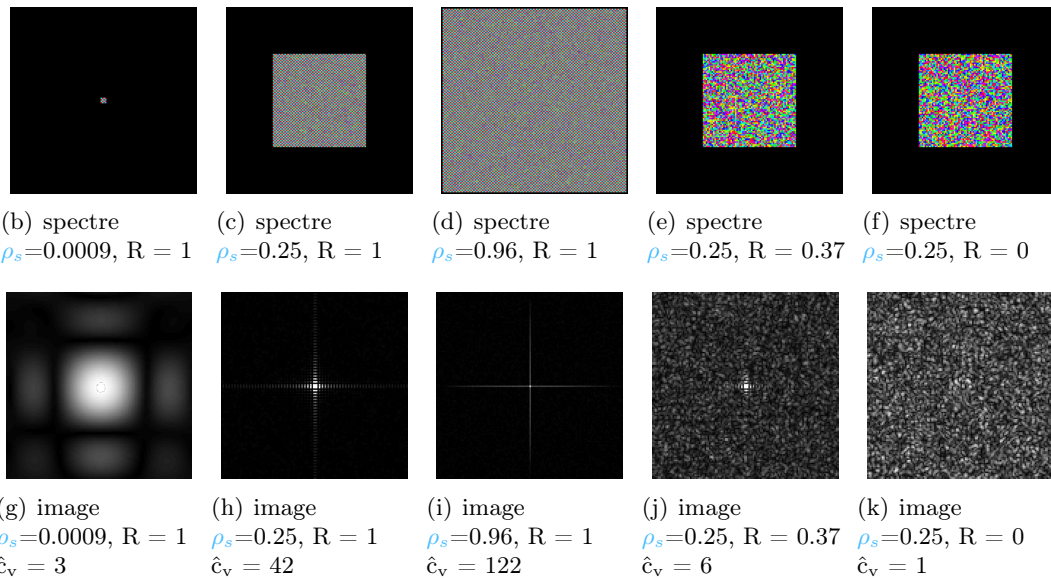 (b) spectre
ρₛ=0.0009, R = 1
(c) spectre
ρₛ=0.25, R = 1
(d) spectre
ρₛ=0.96, R = 1
(e) spectre
ρₛ=0.25, R = 0.37
(f) spectre
ρₛ=0.25, R = 0
(g) image
ρₛ=0.0009, R = 1
ĉᵥ = 3
(h) image
ρₛ=0.25, R = 1
ĉᵥ = 42
(i) image
ρₛ=0.96, R = 1
ĉᵥ = 122
(j) image
ρₛ=0.25, R = 0.37
ĉᵥ = 6
(k) image
ρₛ=0.25, R = 0
ĉᵥ = 1